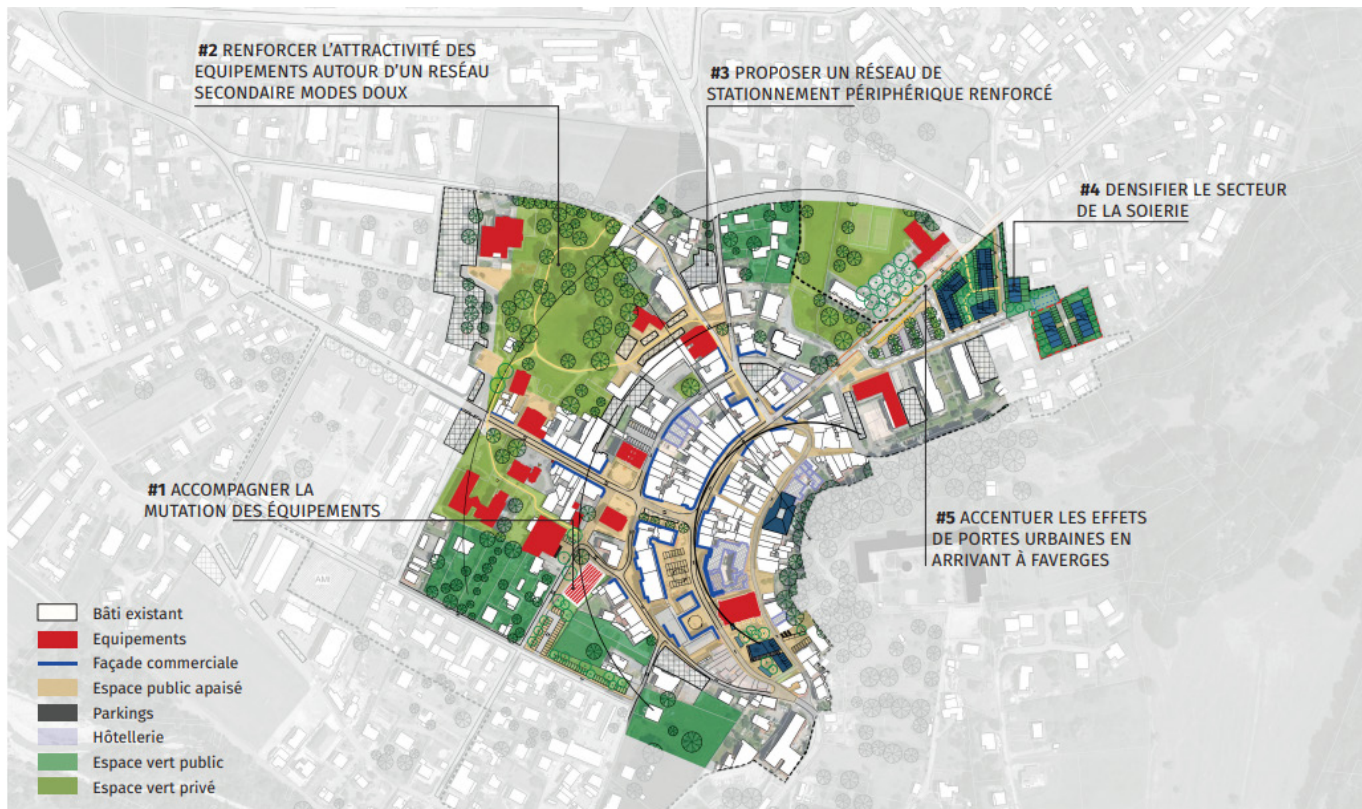 #2 RENFORCER L'ATTRACTIVITÉ DES
EQUIPEMENTS AUTOUR D'UN RESÉAU
SECONDAIRE MODES DOUX
#3 PROPOSER UN RÉSEAU DE
STATIONNEMENT PÉRIPHÉRIQUE RENFORCÉ
#4 DENSIFIER LE SECTEUR
DE LA SOIERIE
#1 ACCOMPAGNER LA
MUTATION DES ÉQUIPEMENTS
#5 ACCENTUER LES EFFETS
DE PORTES URBAINES EN
ARRIVANT À FAVERGES
Bâti existant
Equipements
Façade commerciale
Espace public apaisé
Parkings
Hôtellerie
Espace vert public
Espace vert privé